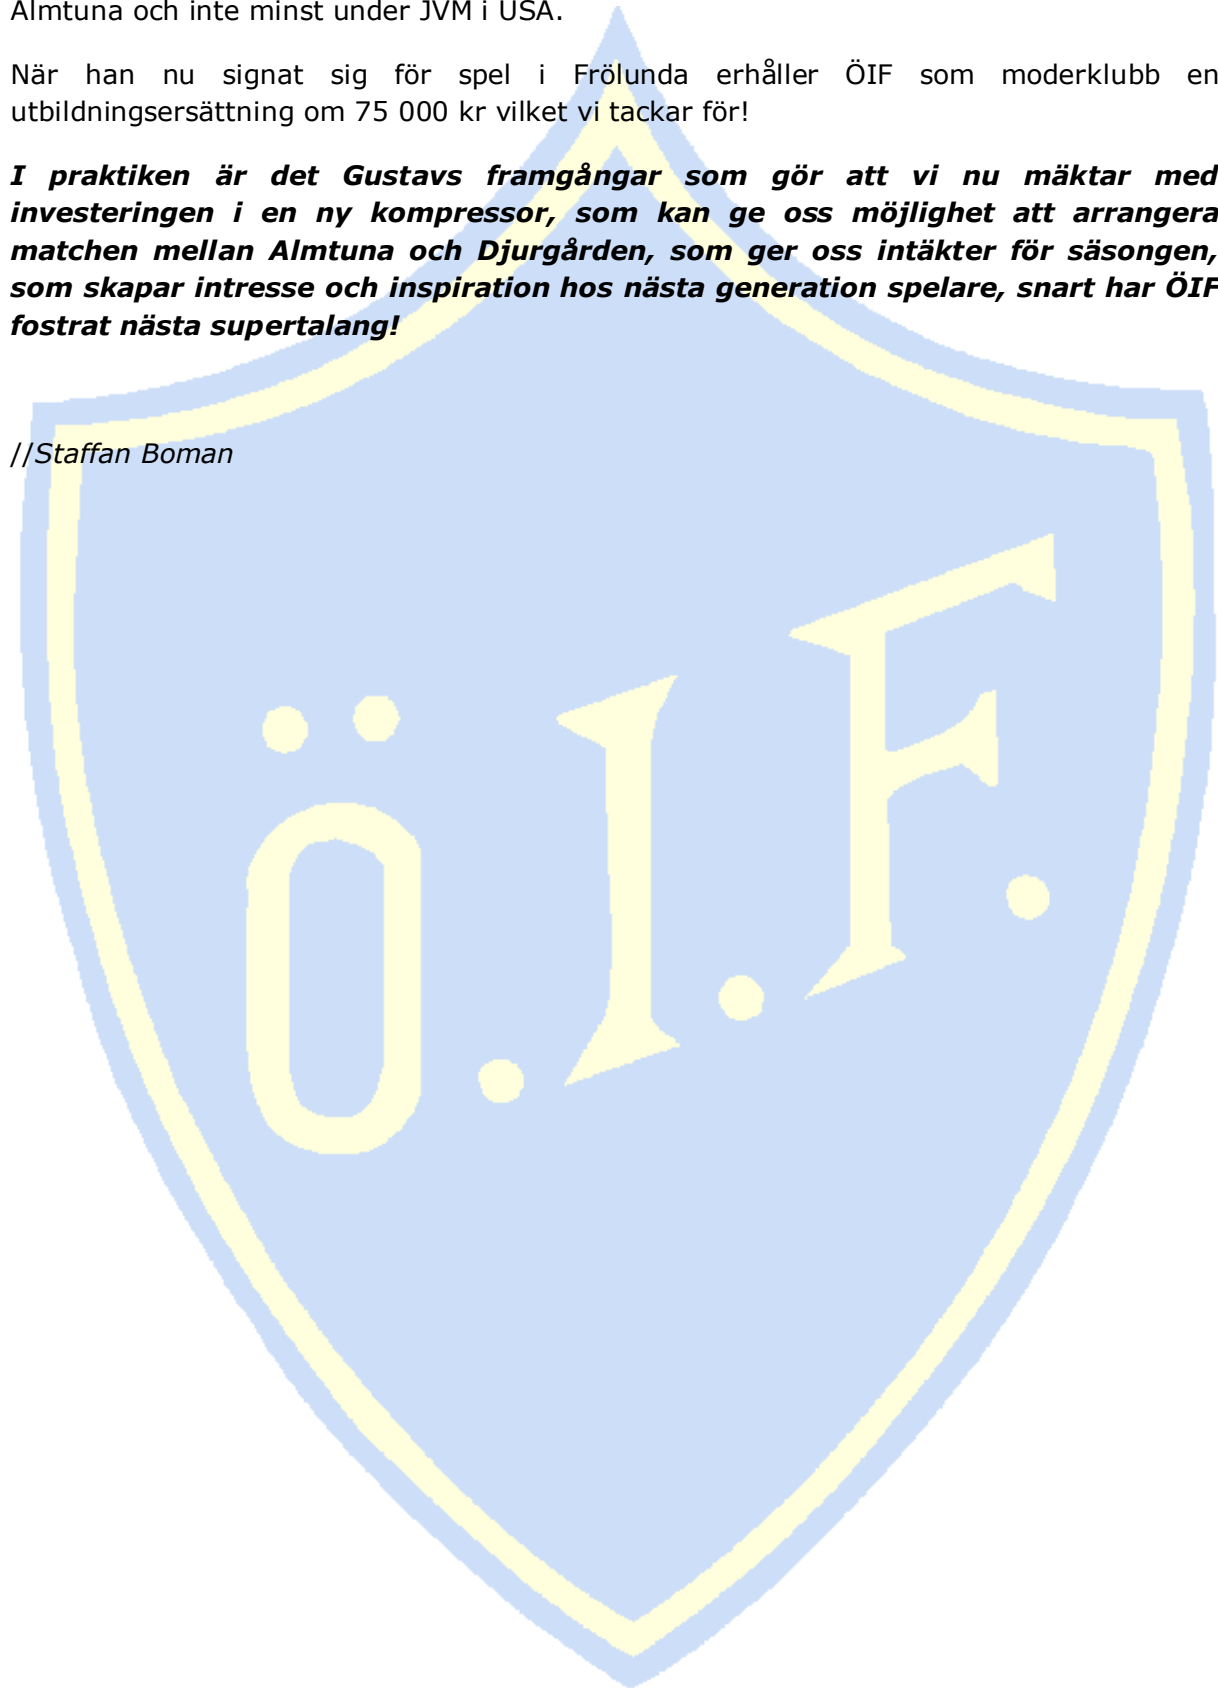 Almtuna och inte minst under JVM i USA.
När han nu signat sig för spel i Frölunda erhåller ÖIF som moderklubb en
utbildningsersättning om 75 000 kr vilket vi tackar för!
I praktiken är det Gustavs framgångar som gör att vi nu mäktar med
investeringen i en ny kompressor, som kan ge oss möjlighet att arrangera
matchen mellan Almtuna och Djurgården, som ger oss intäkter för säsongen,
som skapar intresse och inspiration hos nästa generation spelare, snart har ÖIF
fostrat nästa supertalang!
//Staffan Boman
Ö.I.F.